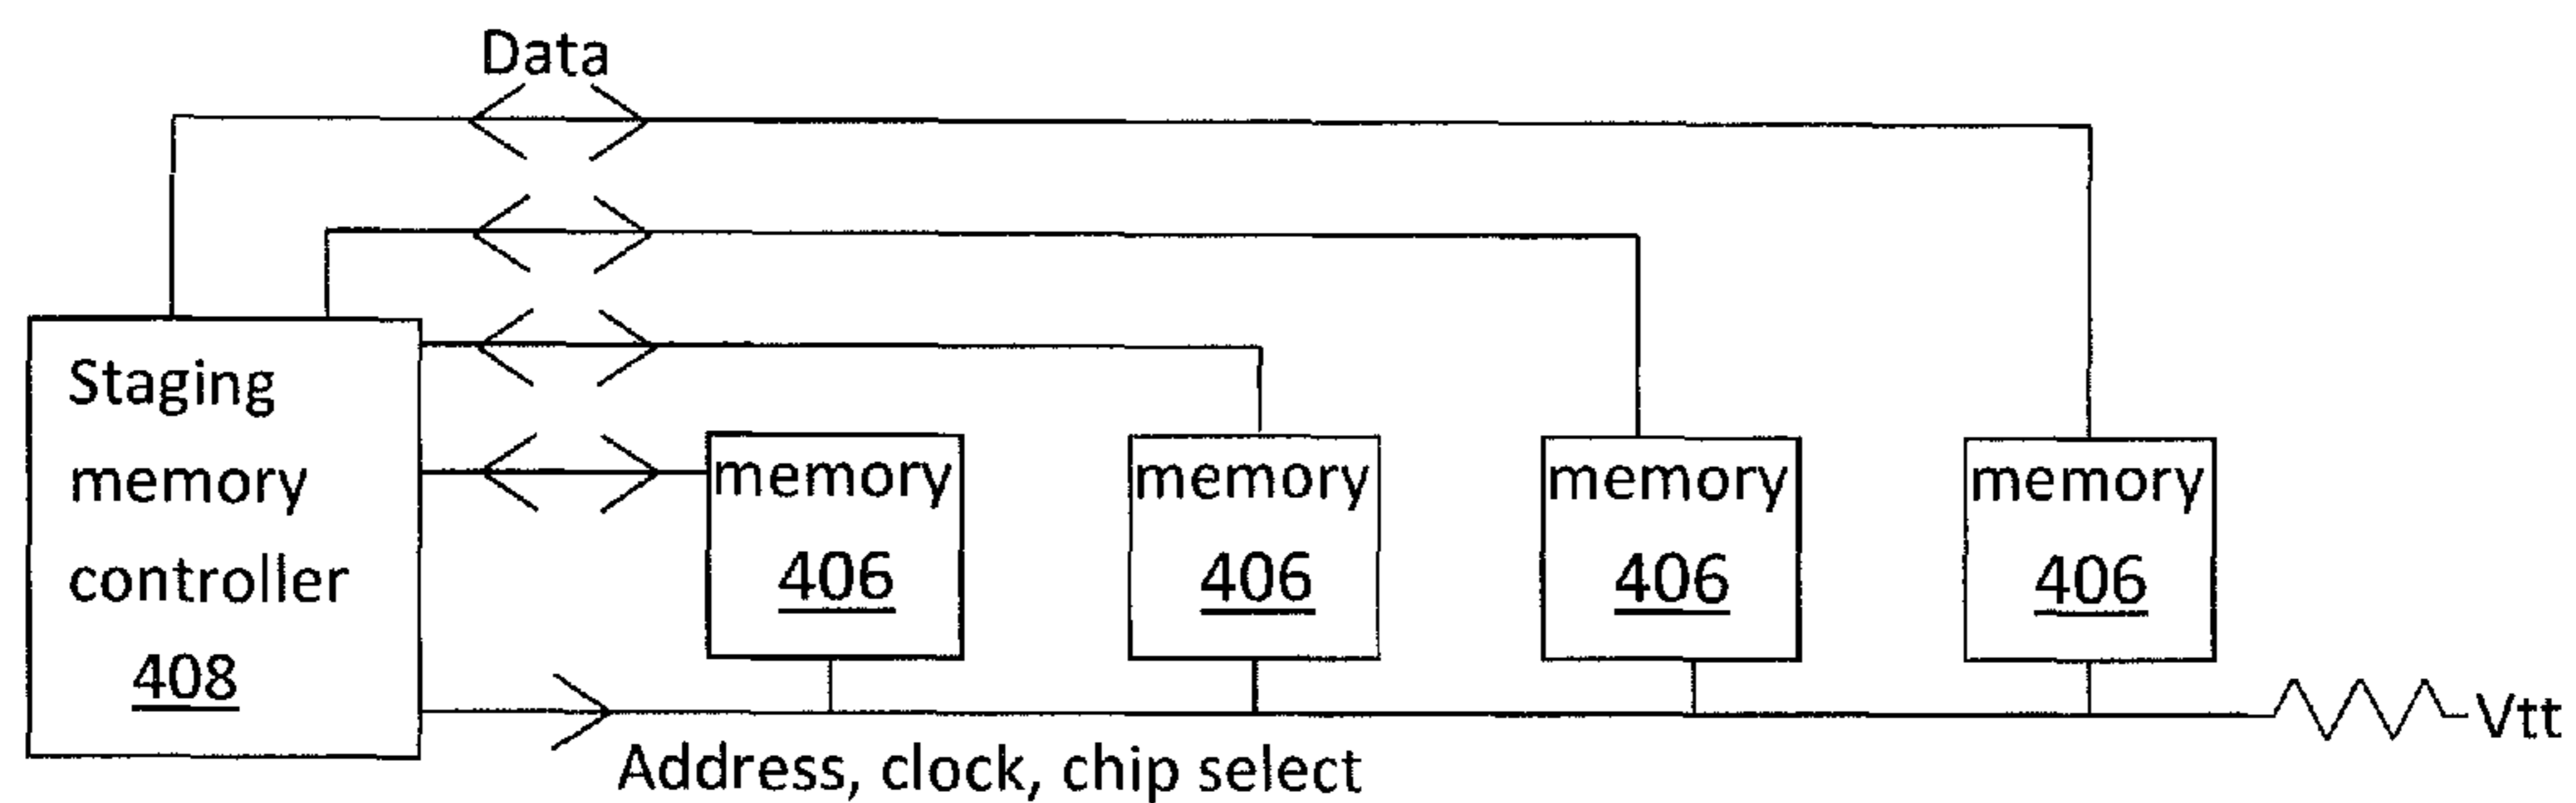 Data
Staging
memory
controller
408
memory
406
memory
406
memory
406
memory
406
Address, clock, chip select
Vtt